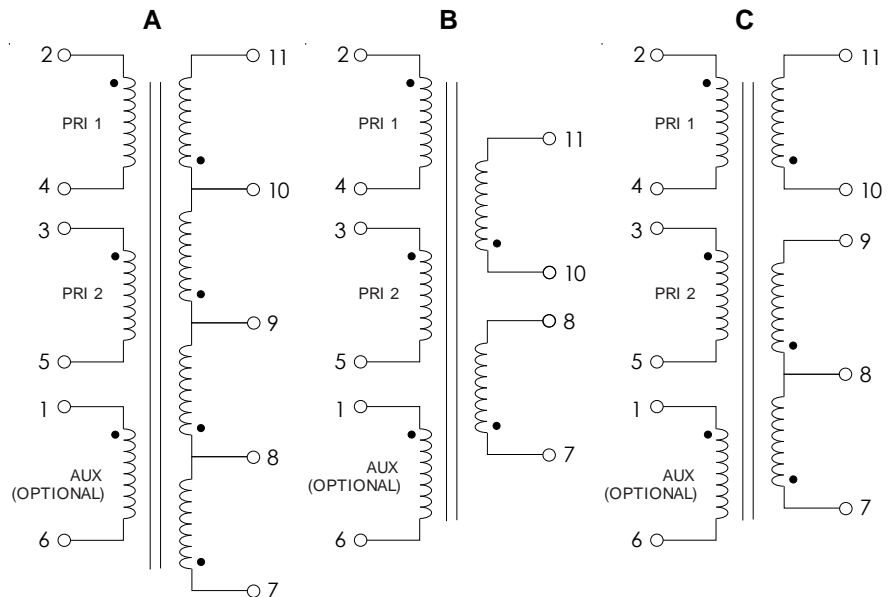 A B C
2 11 2 2 11
PRI 1 PRI 1 11 PRI 1
4 10 4 4 10
3 3 10 3 9
PRI 2 9 PRI 2 8 PRI 2
5 5 5 8
1 1 1
AUX 8 AUX 7 AUX
(OPTIONAL) (OPTIONAL) (OPTIONAL)
6 6 6 7
7